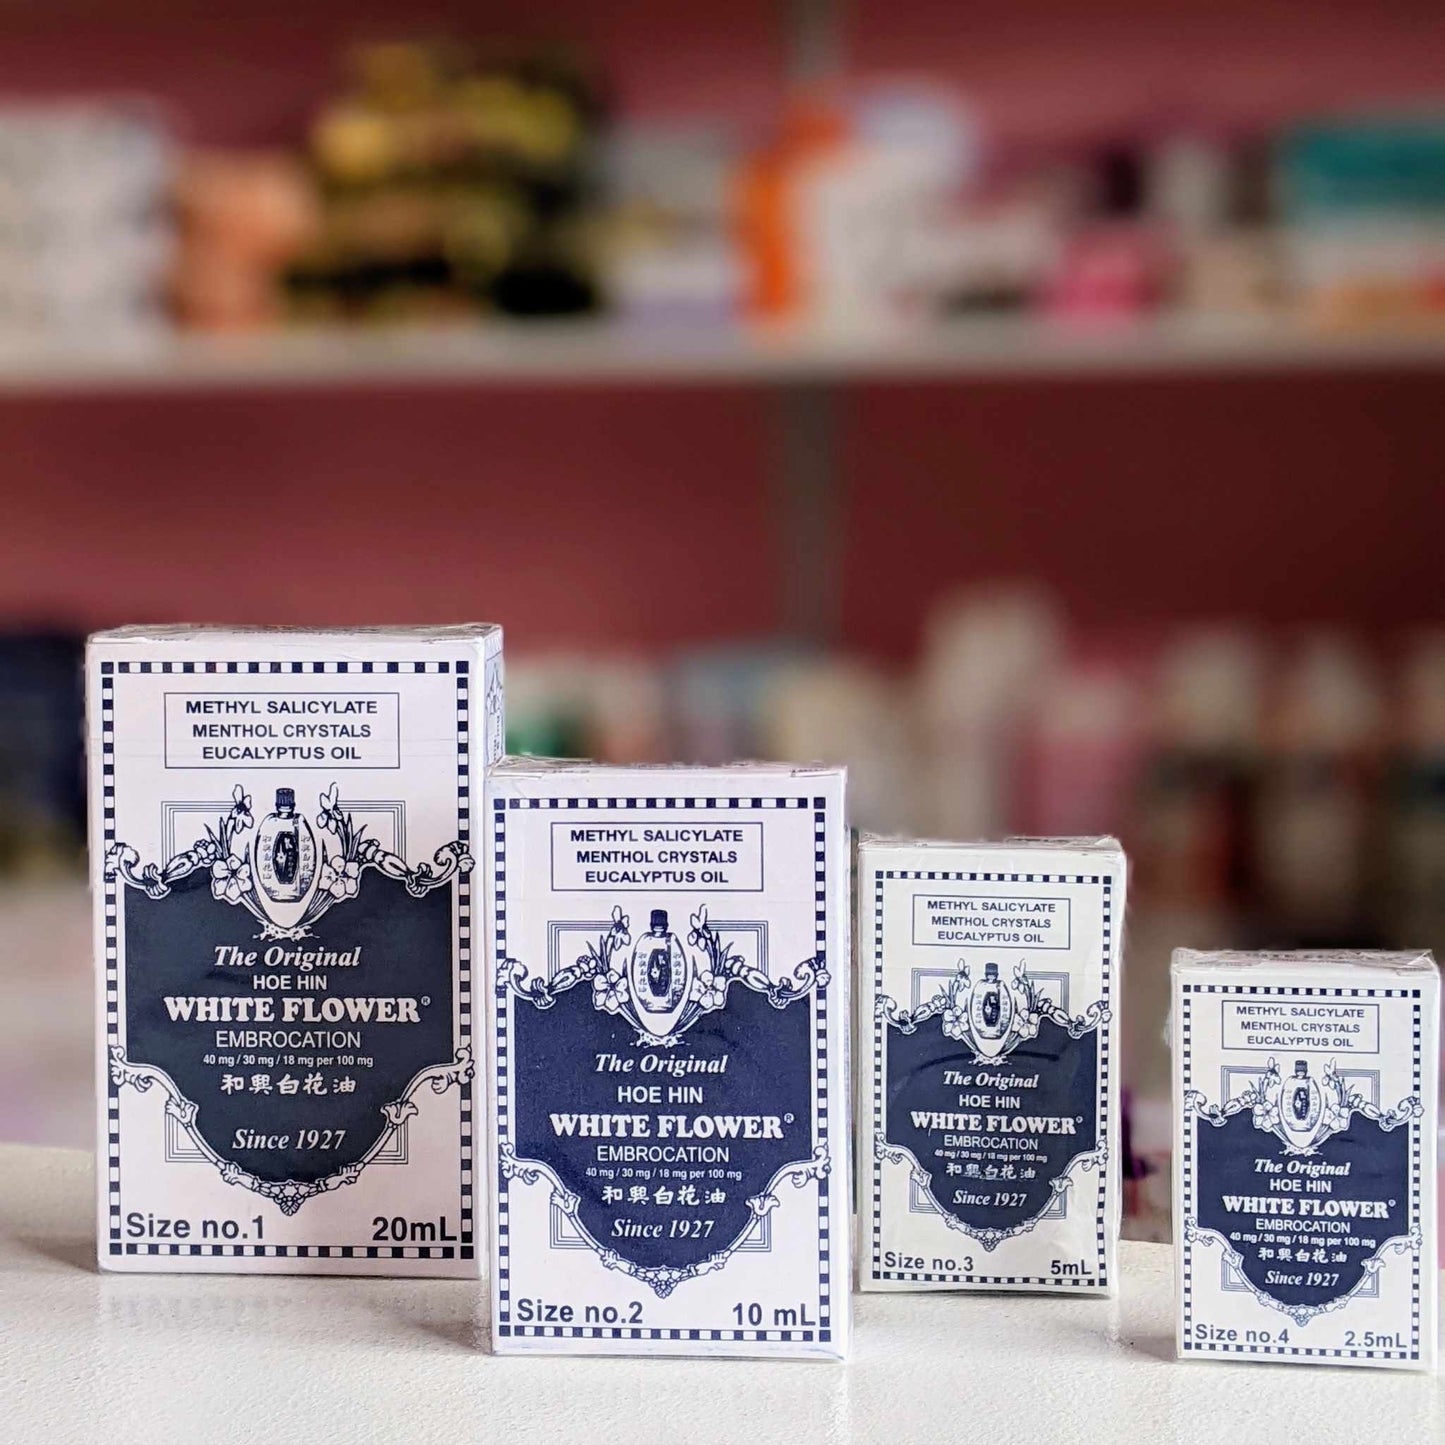 METHYL SALICYLATE
MENTHOL CRYSTALS
EUCALYPTUS OIL
The Original
HOE HIN
WHITE FLOWER®
EMBROCATION
40 mg / 30 mg / 18 mg per 100 mg
和興白花油
Since 1927
Size no.1 20mL
METHYL SALICYLATE
MENTHOL CRYSTALS
EUCALYPTUS OIL
The Original
HOE HIN
WHITE FLOWER®
EMBROCATION
40 mg / 30 mg / 18 mg per 100 mg
和興白花油
Since 1927
Size no.2 10 mL
METHYL SALICYLATE
MENTHOL CRYSTALS
EUCALYPTUS OIL
The Original
HOE HIN
WHITE FLOWER®
EMBROCATION
40 mg / 30 mg / 18 mg per 100 mg
和興白花油
Since 1927
Size no.3 5mL
METHYL SALICYLATE
MENTHOL CRYSTALS
EUCALYPTUS OIL
The Original
HOE HIN
WHITE FLOWER®
EMBROCATION
40 mg / 30 mg / 18 mg per 100 mg
和興白花油
Since 1927
Size no.4 2.5mL